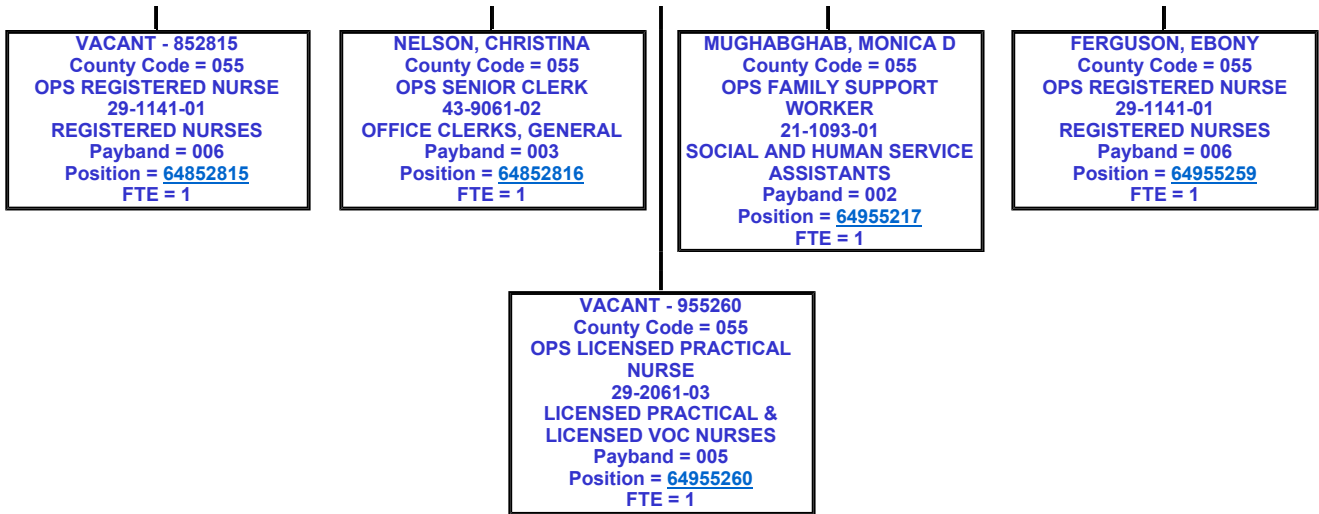 VACANT - 852815
County Code = 055
OPS REGISTERED NURSE
29-1141-01
REGISTERED NURSES
Payband = 006
Position = 64852815
FTE = 1
NELSON, CHRISTINA
County Code = 055
OPS SENIOR CLERK
43-9061-02
OFFICE CLERKS, GENERAL
Payband = 003
Position = 64852816
FTE = 1
MUGHABGHAB, MONICA D
County Code = 055
OPS FAMILY SUPPORT
WORKER
21-1093-01
SOCIAL AND HUMAN SERVICE
ASSISTANTS
Payband = 002
Position = 64955217
FTE = 1
FERGUSON, EBONY
County Code = 055
OPS REGISTERED NURSE
29-1141-01
REGISTERED NURSES
Payband = 006
Position = 64955259
FTE = 1
VACANT - 955260
County Code = 055
OPS LICENSED PRACTICAL
NURSE
29-2061-03
LICENSED PRACTICAL &
LICENSED VOC NURSES
Payband = 005
Position = 64955260
FTE = 1